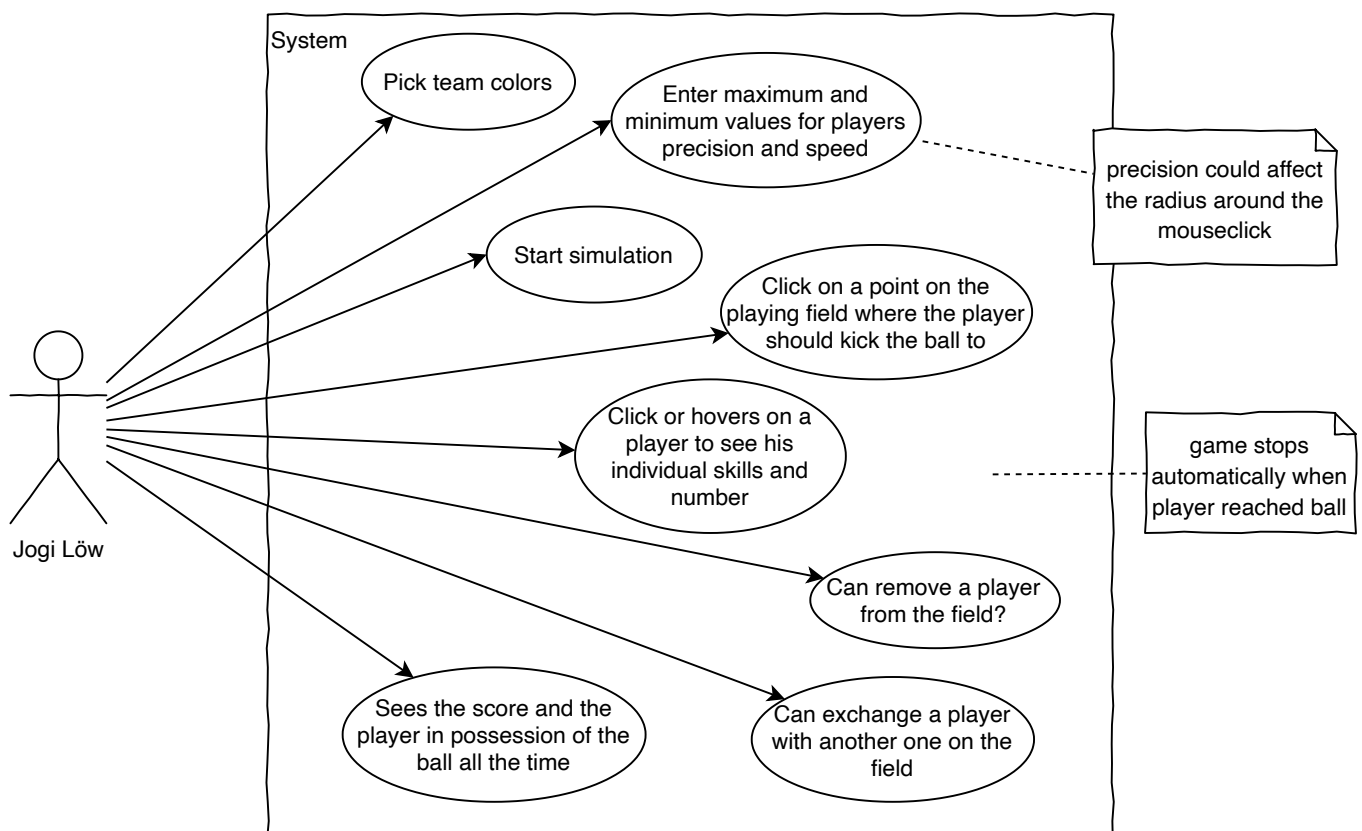 System
Pick team colors
Enter maximum and
minimum values for players
precision and speed
precision could affect
the radius around the
mouseclick
Start simulation
Click on a point on the
playing field where the player
should kick the ball to
Click or hovers on a
player to see his
individual skills and
number
game stops
automatically when
player reached ball
Jogi Löw
Can remove a player
from the field?
Sees the score and the
player in possession of the
ball all the time
Can exchange a player
with another one on the
field